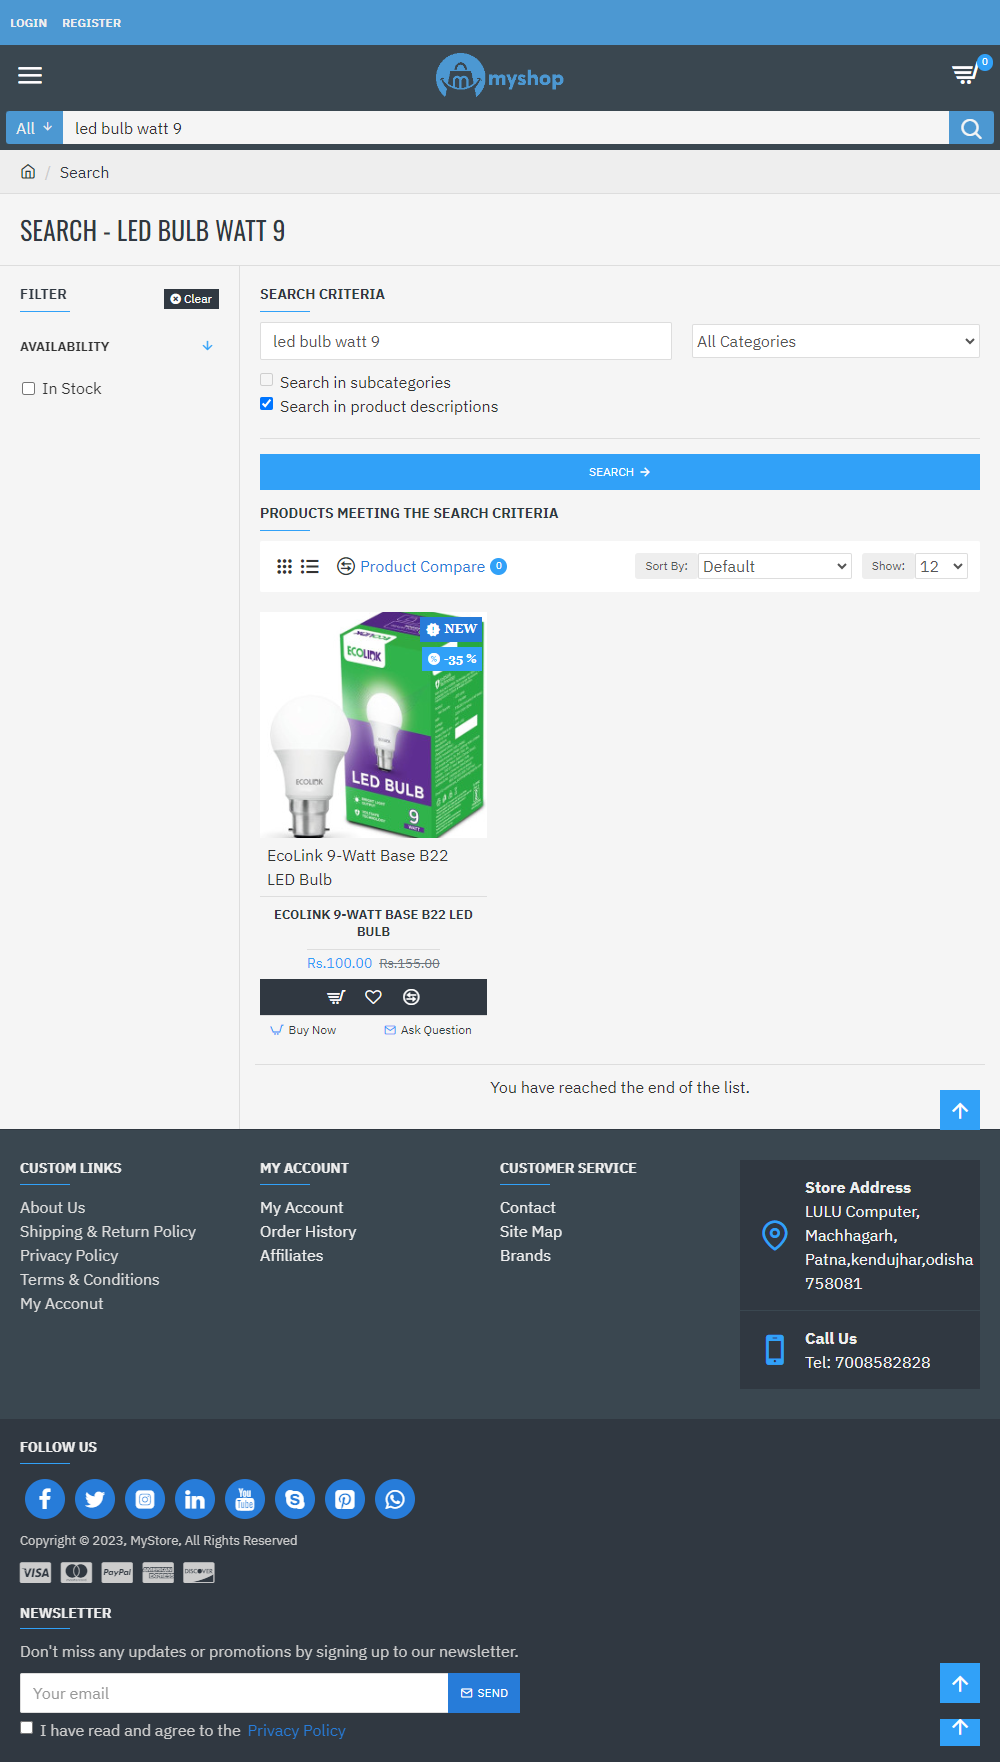 LOGIN REGISTER
myshop
0
All
led bulb watt 9
/ Search
SEARCH - LED BULB WATT 9
FILTER
Clear
AVAILABILITY
In Stock
SEARCH CRITERIA
led bulb watt 9
All Categories
Search in subcategories
Search in product descriptions
SEARCH
PRODUCTS MEETING THE SEARCH CRITERIA
Product Compare 0
Sort By: Default
Show: 12
NEW
-35 %
ECOLINK
ECOLINK
LED BULB
9
WATT
EcoLink 9-Watt Base B22
LED Bulb
ECOLINK 9-WATT BASE B22 LED
BULB
Rs.100.00 Rs.155.00
Buy Now
Ask Question
You have reached the end of the list.
CUSTOM LINKS
About Us
Shipping & Return Policy
Privacy Policy
Terms & Conditions
My Acconut
MY ACCOUNT
My Account
Order History
Affiliates
CUSTOMER SERVICE
Contact
Site Map
Brands
Store Address
LULU Computer,
Machhagarh,
Patna,kendujhar,odisha
758081
Call Us
Tel: 7008582828
FOLLOW US
You
Tube
Copyright © 2023, MyStore, All Rights Reserved
VISA
PayPal
AMERICAN EXPRESS
DISCOVER
NEWSLETTER
Don't miss any updates or promotions by signing up to our newsletter.
Your email
SEND
I have read and agree to the Privacy Policy